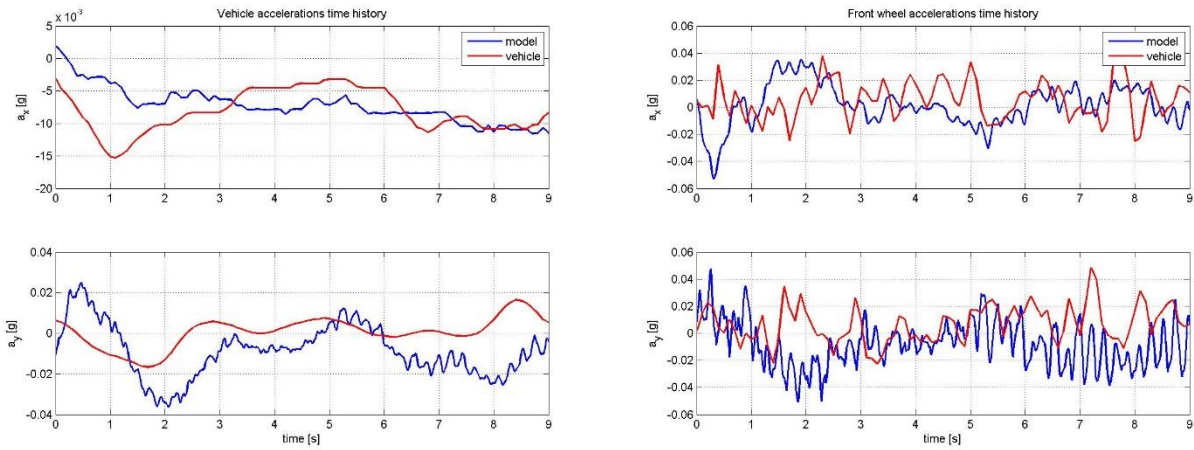 Vehicle accelerations time history
x 10-3
5
0
-5
-10
-15
-20
a_x [g]
model
vehicle
0 1 2 3 4 5 6 7 8 9
0.04
0.02
0
-0.02
-0.04
a_y [g]
0 1 2 3 4 5 6 7 8 9
time [s]
Front wheel accelerations time history
0.06
0.04
0.02
0
-0.02
-0.04
-0.06
a_x [g]
model
vehicle
0 1 2 3 4 5 6 7 8 9
0.06
0.04
0.02
0
-0.02
-0.04
-0.06
a_y [g]
0 1 2 3 4 5 6 7 8 9
time [s]